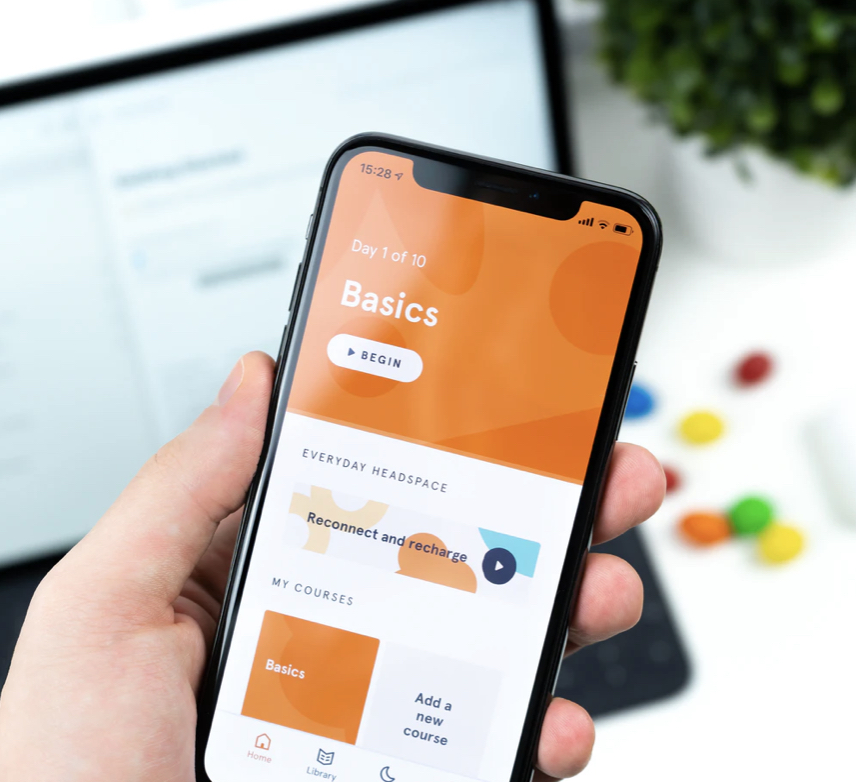 15:28
Day 1 of 10
Basics
BEGIN
EVERYDAY HEADSPACE
Reconnect and recharge
MY COURSES
Basics
Add a
new
course
Home
Library